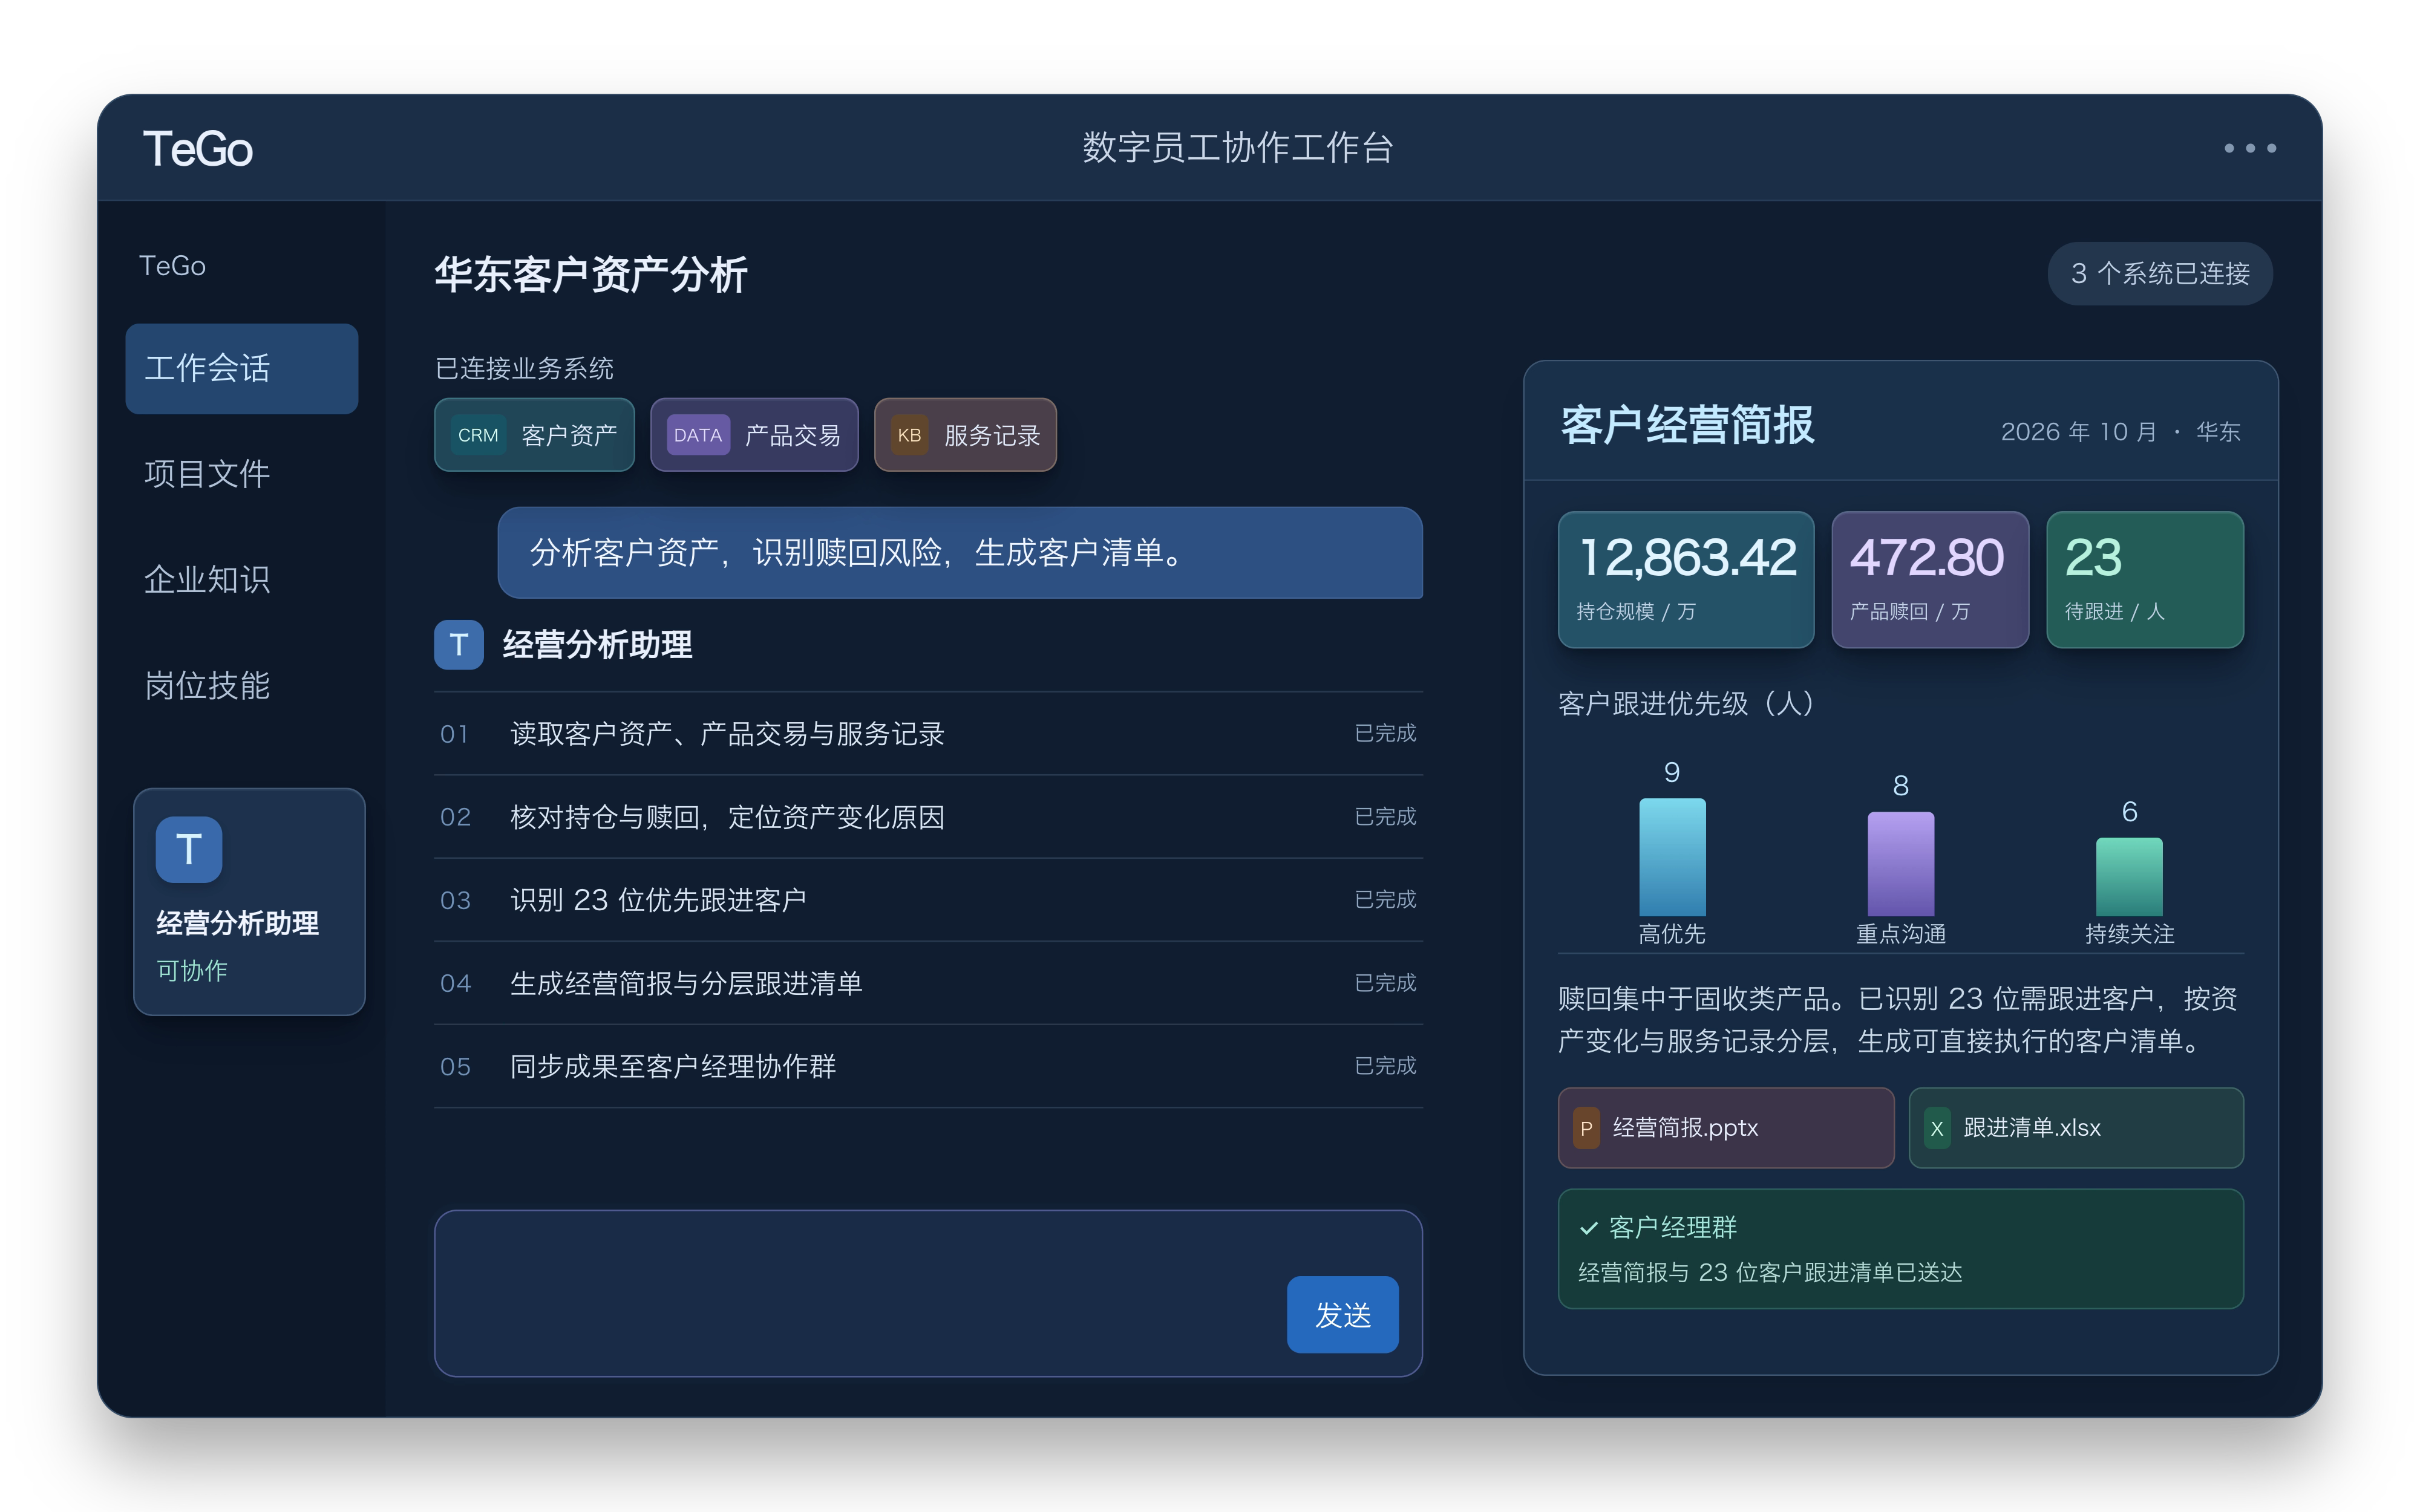 TeGo
数字员工协作工作台
TeGo
工作会话
项目文件
企业知识
岗位技能
T
经营分析助理
可协作
华东客户资产分析
3 个系统已连接
已连接业务系统
CRM 客户资产
DATA 产品交易
KB 服务记录
分析客户资产，识别赎回风险，生成客户清单。
T 经营分析助理
01 读取客户资产、产品交易与服务记录 已完成
02 核对持仓与赎回，定位资产变化原因 已完成
03 识别 23 位优先跟进客户 已完成
04 生成经营简报与分层跟进清单 已完成
05 同步成果至客户经理协作群 已完成
发送
客户经营简报
2026 年 10 月 · 华东
12,863.42
持仓规模 / 万
472.80
产品赎回 / 万
23
待跟进 / 人
客户跟进优先级（人）
9
高优先
8
重点沟通
6
持续关注
赎回集中于固收类产品。已识别 23 位需跟进客户，按资
产变化与服务记录分层，生成可直接执行的客户清单。
P 经营简报.pptx
X 跟进清单.xlsx
✓ 客户经理群
经营简报与 23 位客户跟进清单已送达